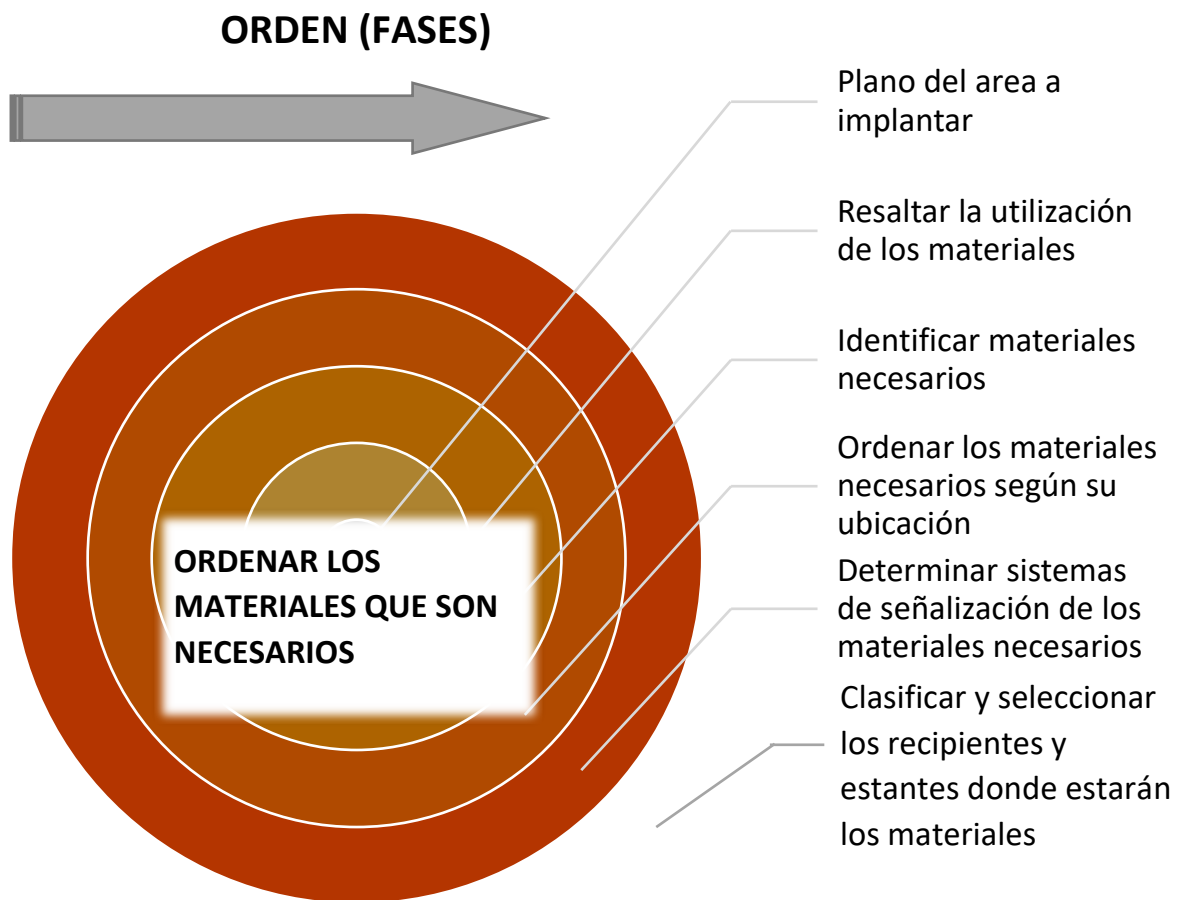 ORDEN (FASES)
Plano del area a
implantar
Resaltar la utilización
de los materiales
Identificar materiales
necesarios
Ordenar los materiales
necesarios según su
ubicación
Determinar sistemas
de señalización de los
materiales necesarios
Clasificar y seleccionar
los recipientes y
estantes donde estarán
los materiales
ORDENAR LOS
MATERIALES QUE SON
NECESARIOS